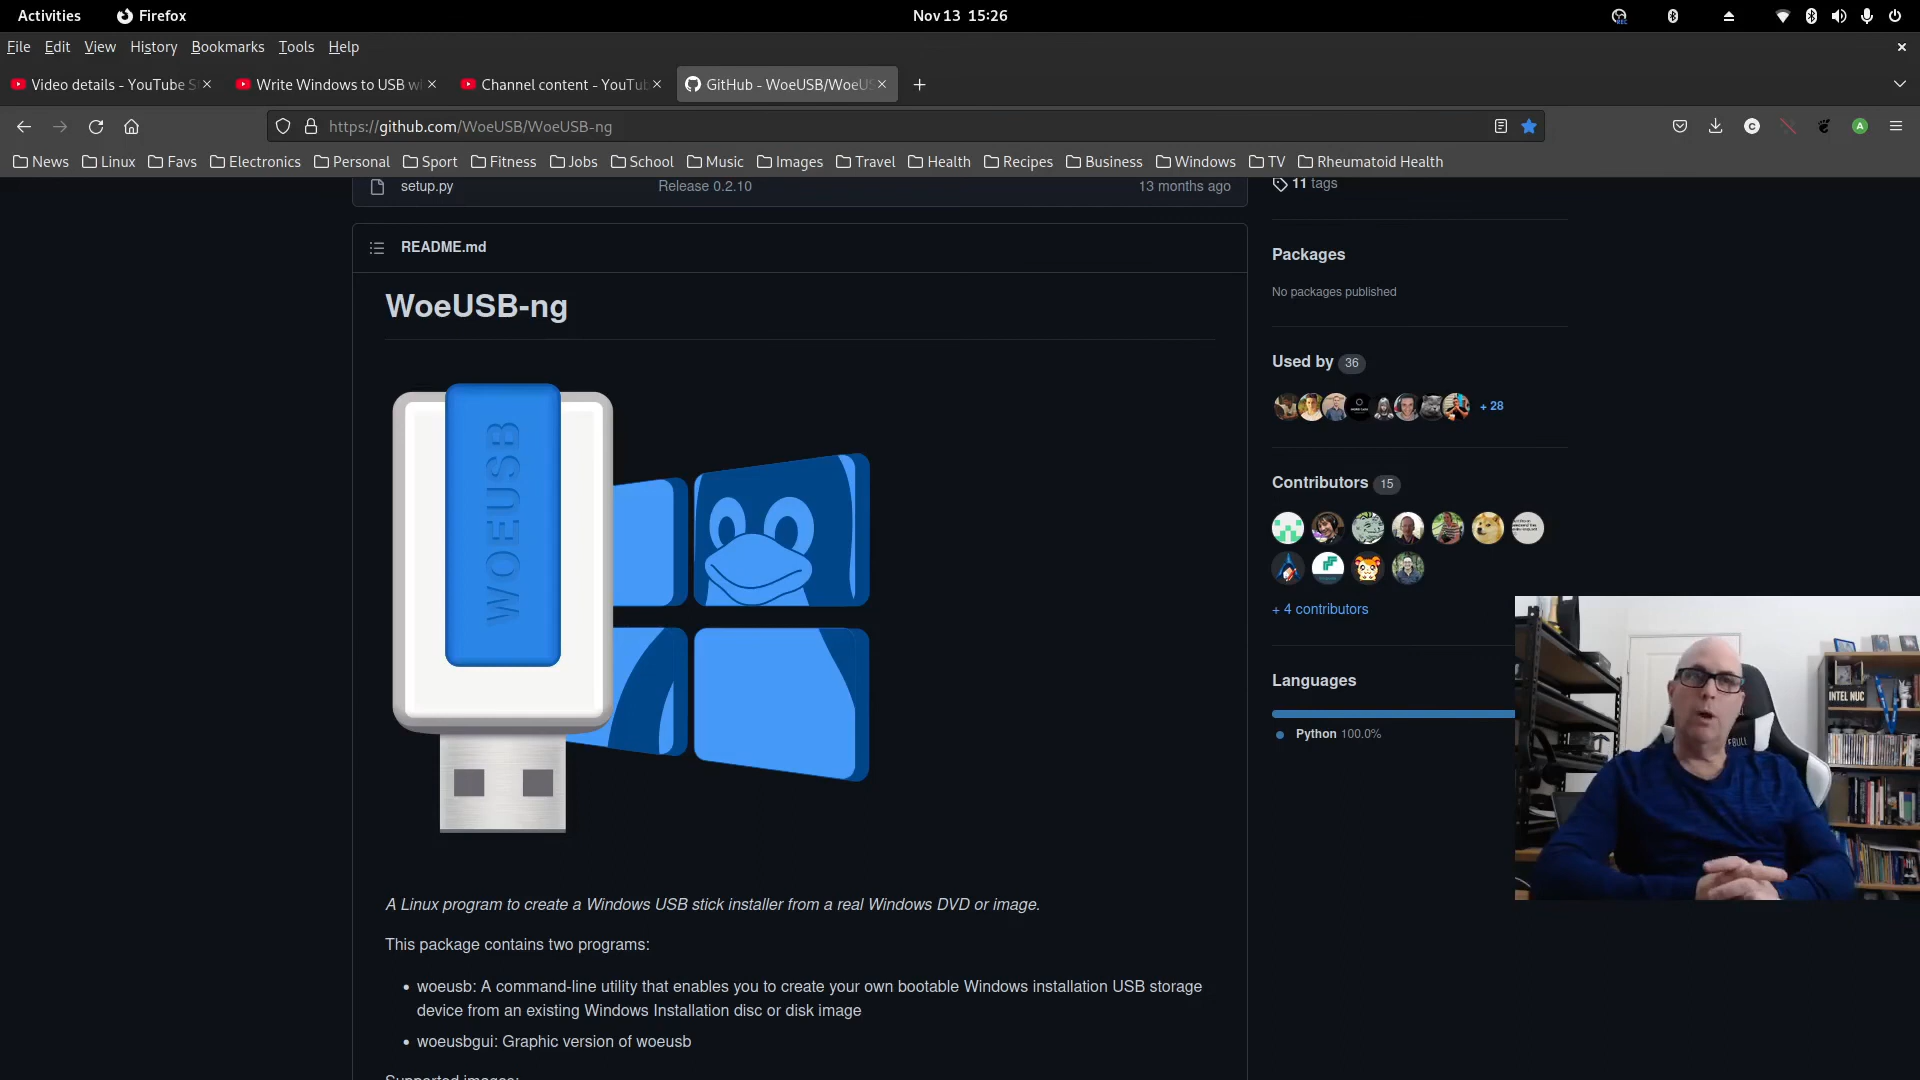 Activities
Firefox
Nov 13 15:26
File Edit View History Bookmarks Tools Help
Video details - YouTube S
Write Windows to USB wi
Channel content - YouTub
GitHub - WoeUSB/WoeUS
https://github.com/WoeUSB/WoeUSB-ng
News Linux Favs Electronics Personal Sport Fitness Jobs School Music Images Travel Health Recipes Business Windows TV Rheumatoid Health
setup.py Release 0.2.10 13 months ago
11 tags
README.md
Packages
No packages published
WoeUSB-ng
Used by 36
+ 28
WOEUSB
Contributors 15
+ 4 contributors
Languages
Python 100.0%
INTEL NUC
A Linux program to create a Windows USB stick installer from a real Windows DVD or image.
This package contains two programs:
• woeusb: A command-line utility that enables you to create your own bootable Windows installation USB storage
device from an existing Windows Installation disc or disk image
• woeusbgui: Graphic version of woeusb
Supported images: